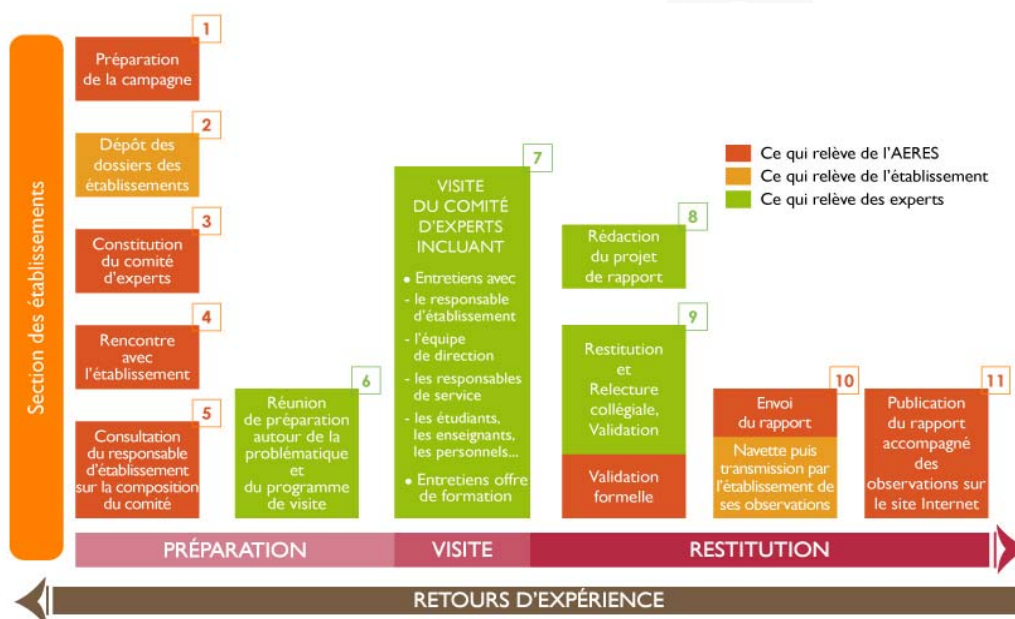 Section des établissements
1
Préparation
de la campagne
2
Dépôt des
dossiers des
établissements
3
Constitution
du comité
d'experts
4
Rencontre
avec
l'établissement
5
Consultation
du responsable
d'établissement
sur la composition
du comité
6
Réunion
de préparation
autour de la
problématique
et
du programme
de visite
7
VISITE
DU COMITÉ
D'EXPERTS
INCLUANT
• Entretiens avec
- le responsable
d'établissement
- l'équipe
de direction
- les responsables
de service
- les étudiants,
les enseignants,
les personnels...
• Entretiens offre
de formation
8
Rédaction
du projet
de rapport
9
Restitution
et
Relecture
collégiale,
Validation
Validation
formelle
10
Envoi
du rapport
Navette puis
transmission par
l'établissement de
ses observations
11
Publication
du rapport
accompagné
des
observations sur
le site Internet
Ce qui relève de l'AERES
Ce qui relève de l'établissement
Ce qui relève des experts
PRÉPARATION
VISITE
RESTITUTION
RETOURS D'EXPÉRIENCE